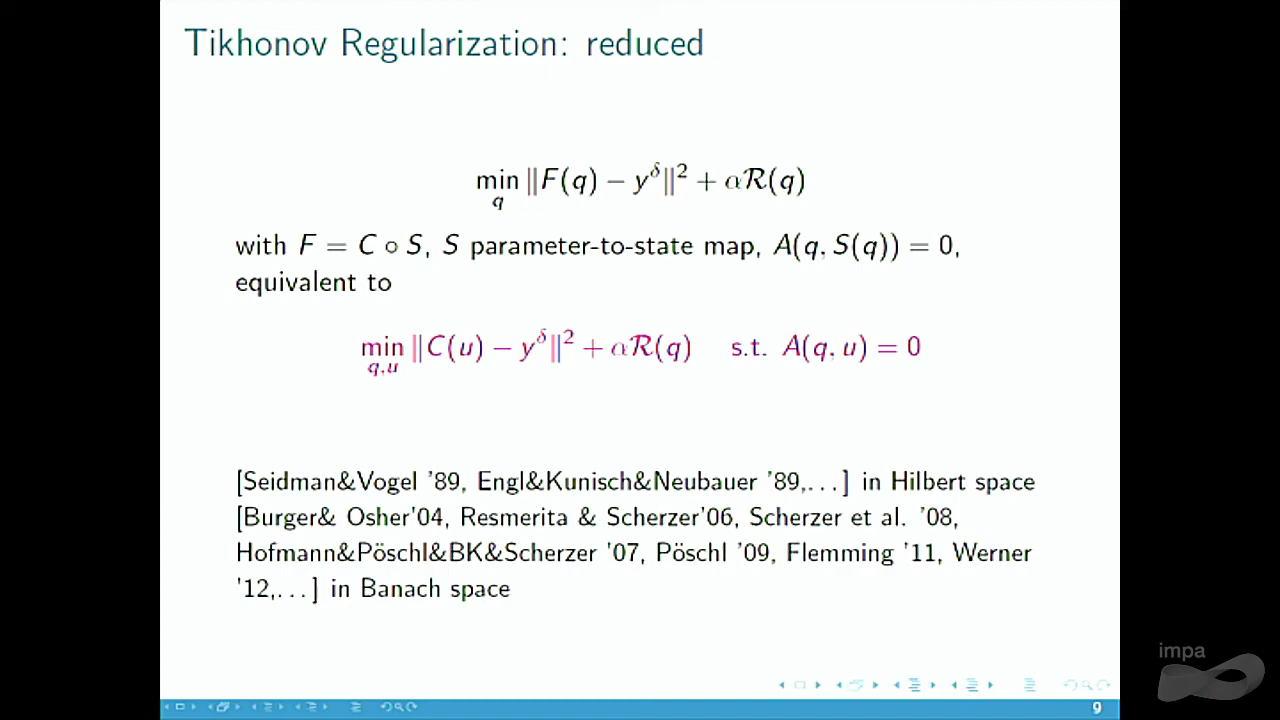 Tikhonov Regularization: reduced
min_q ‖F(q) − y^δ‖² + αℛ(q)
with F = C ∘ S, S parameter-to-state map, A(q, S(q)) = 0,
equivalent to
min_{q,u} ‖C(u) − y^δ‖² + αℛ(q)   s.t. A(q, u) = 0
[Seidman&Vogel '89, Engl&Kunisch&Neubauer '89,...] in Hilbert space
[Burger& Osher'04, Resmerita & Scherzer'06, Scherzer et al. '08,
Hofmann&Pöschl&BK&Scherzer '07, Pöschl '09, Flemming '11, Werner
'12,...] in Banach space
impa
9